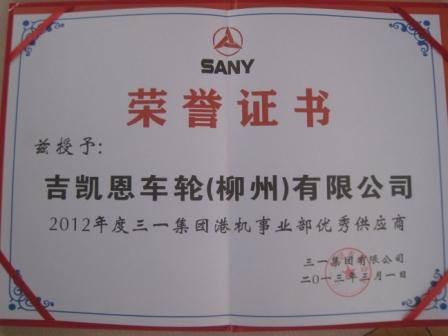 SANY
荣誉证书
兹授予:
吉凯恩车轮(柳州)有限公司
2012年度三一集团港机事业部优秀供应商
三一集团有限公司
二〇一三年三月一日